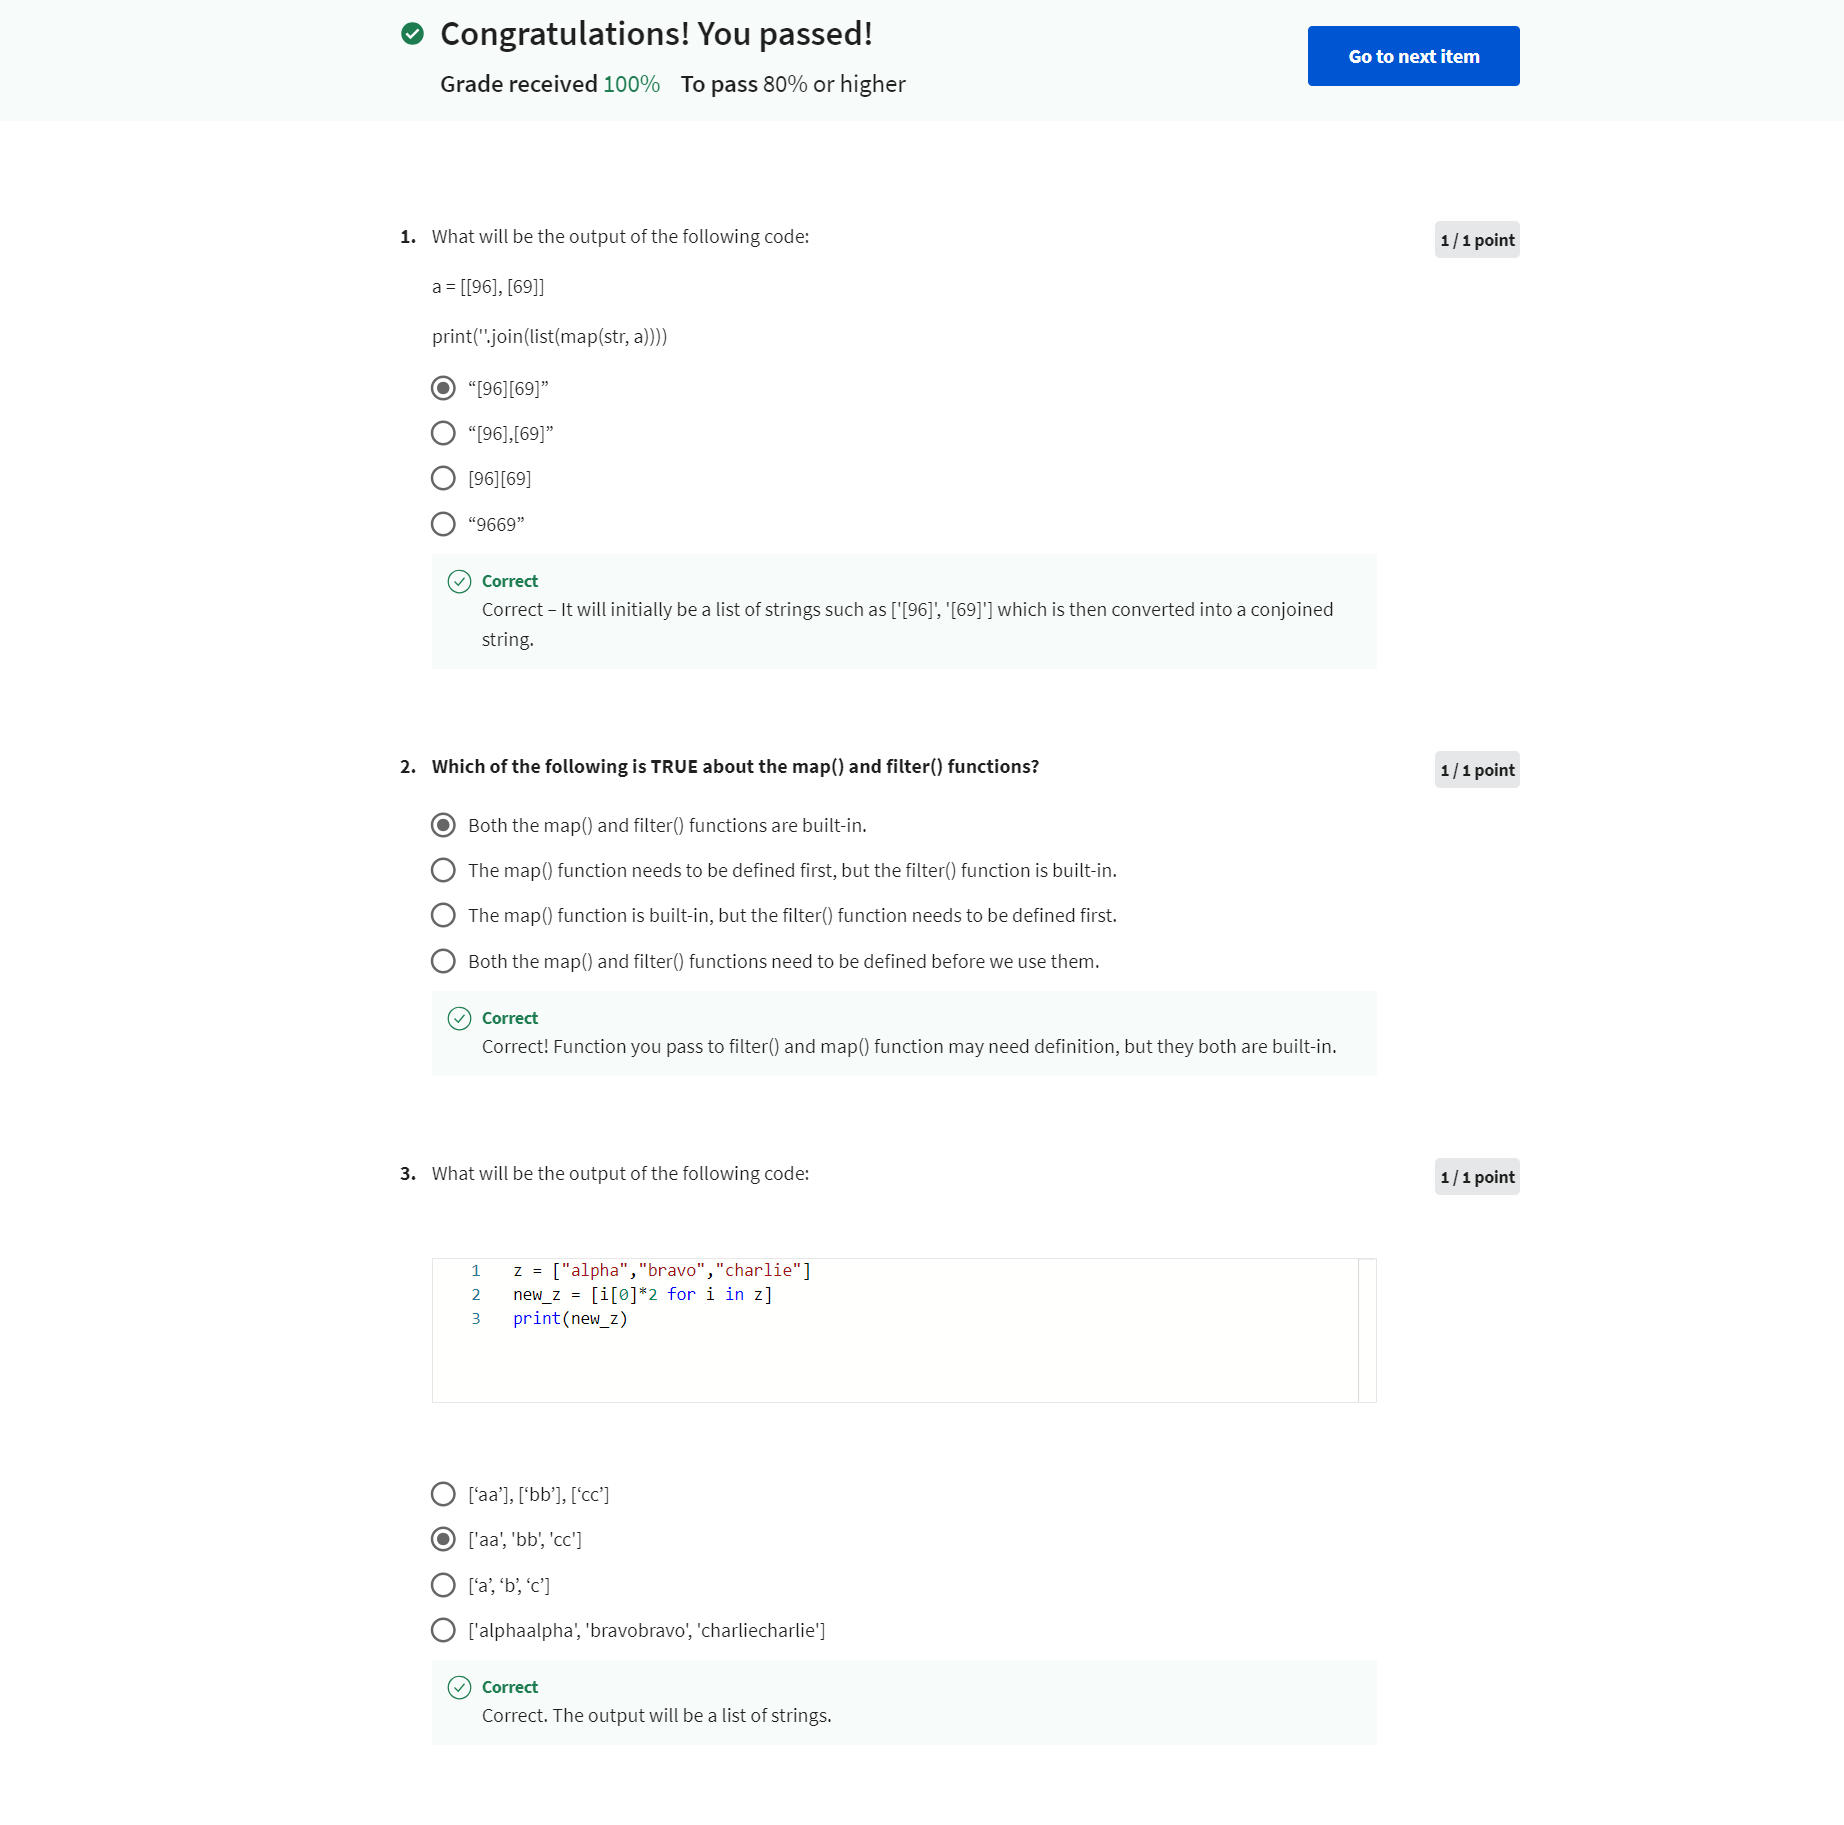 Congratulations! You passed!
Go to next item
Grade received 100% To pass 80% or higher
1. What will be the output of the following code:
1 / 1 point
a = [[96], [69]]
print(''.join(list(map(str, a))))
“[96][69]”
“[96],[69]”
[96][69]
“9669”
Correct
Correct – It will initially be a list of strings such as ['[96]', '[69]'] which is then converted into a conjoined
string.
2. Which of the following is TRUE about the map() and filter() functions?
1 / 1 point
Both the map() and filter() functions are built-in.
The map() function needs to be defined first, but the filter() function is built-in.
The map() function is built-in, but the filter() function needs to be defined first.
Both the map() and filter() functions need to be defined before we use them.
Correct
Correct! Function you pass to filter() and map() function may need definition, but they both are built-in.
3. What will be the output of the following code:
1 / 1 point
1 z = ["alpha","bravo","charlie"]
2 new_z = [i[0]*2 for i in z]
3 print(new_z)
[‘aa’], [‘bb’], [‘cc’]
['aa', 'bb', 'cc']
[‘a’, ‘b’, ‘c’]
['alphaalpha', 'bravobravo', 'charliecharlie']
Correct
Correct. The output will be a list of strings.